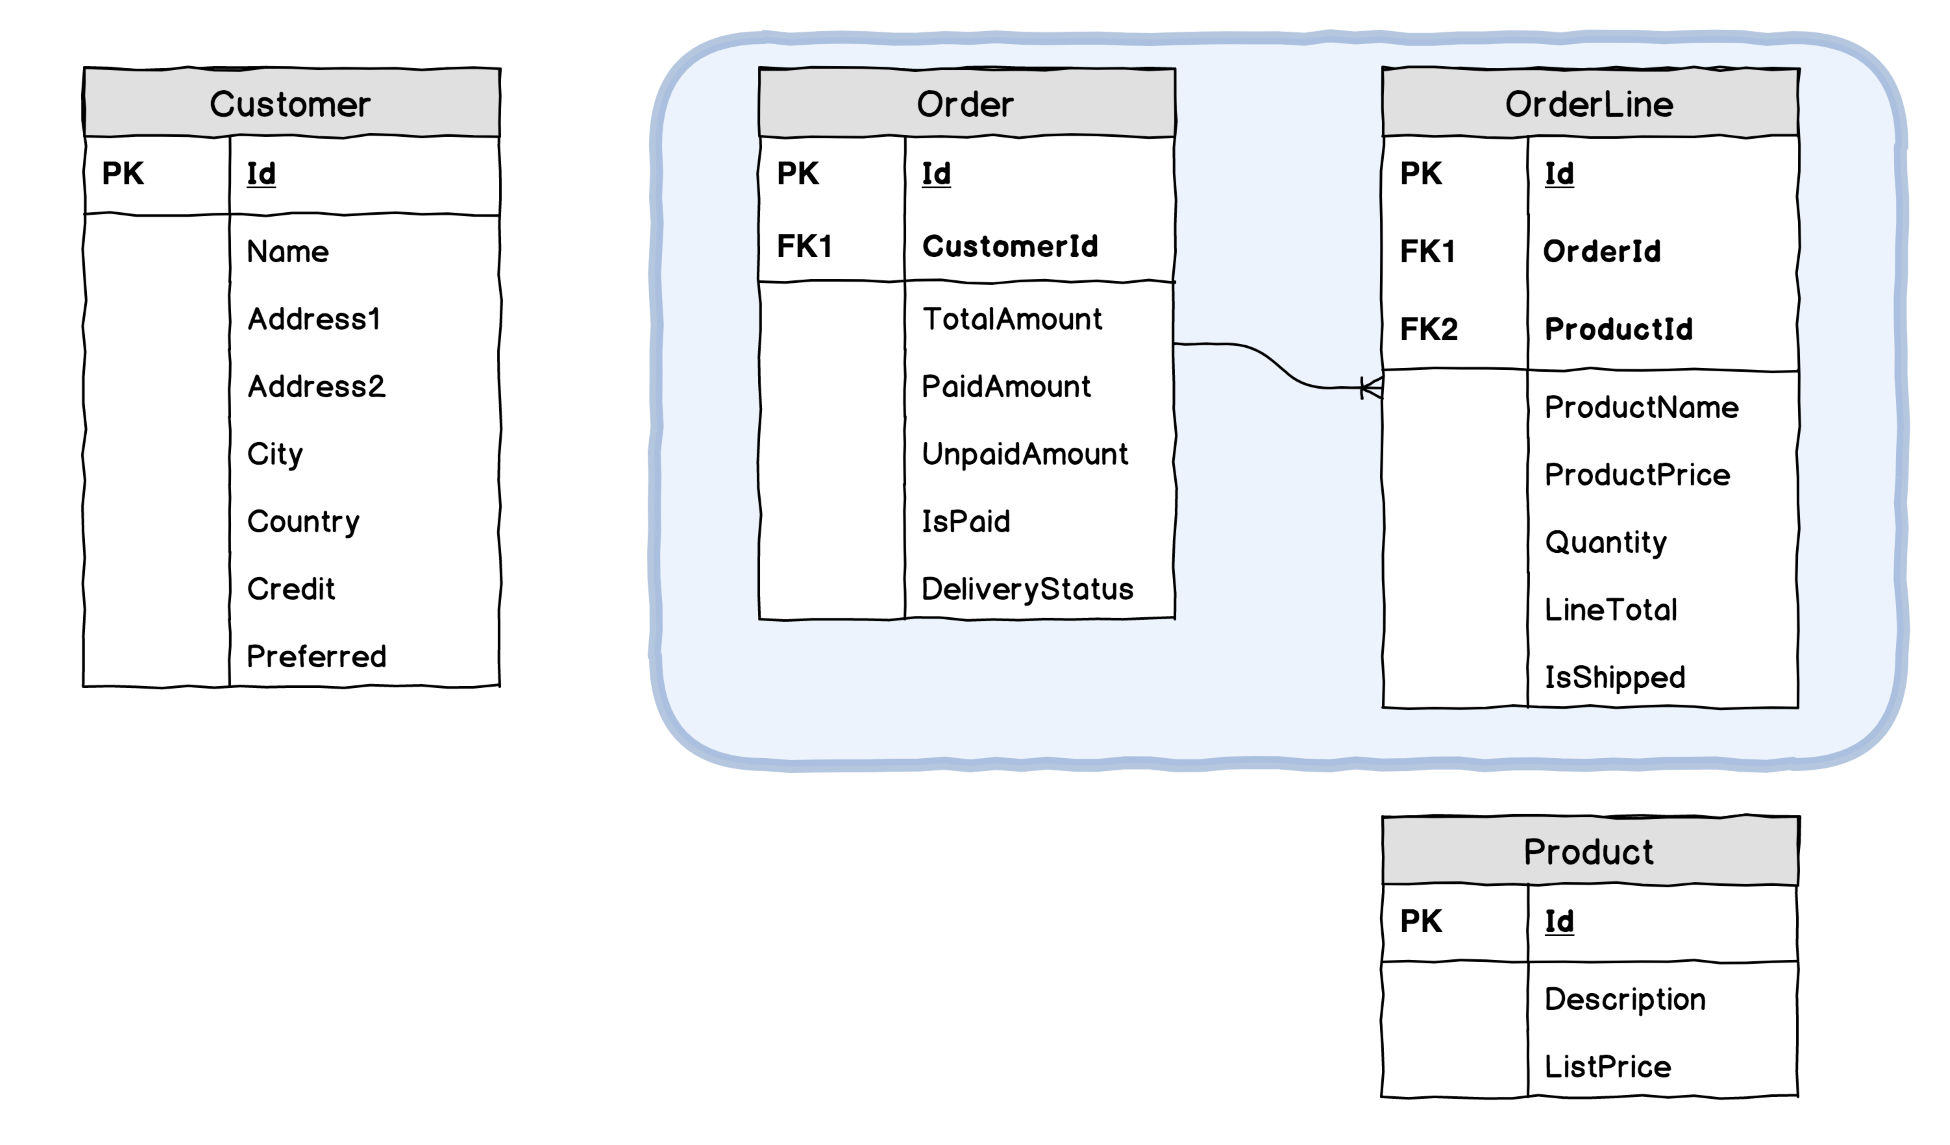 Customer
PK Id
Name
Address1
Address2
City
Country
Credit
Preferred
Order
PK Id
FK1 CustomerId
TotalAmount
PaidAmount
UnpaidAmount
IsPaid
DeliveryStatus
OrderLine
PK Id
FK1 OrderId
FK2 ProductId
ProductName
ProductPrice
Quantity
LineTotal
IsShipped
Product
PK Id
Description
ListPrice